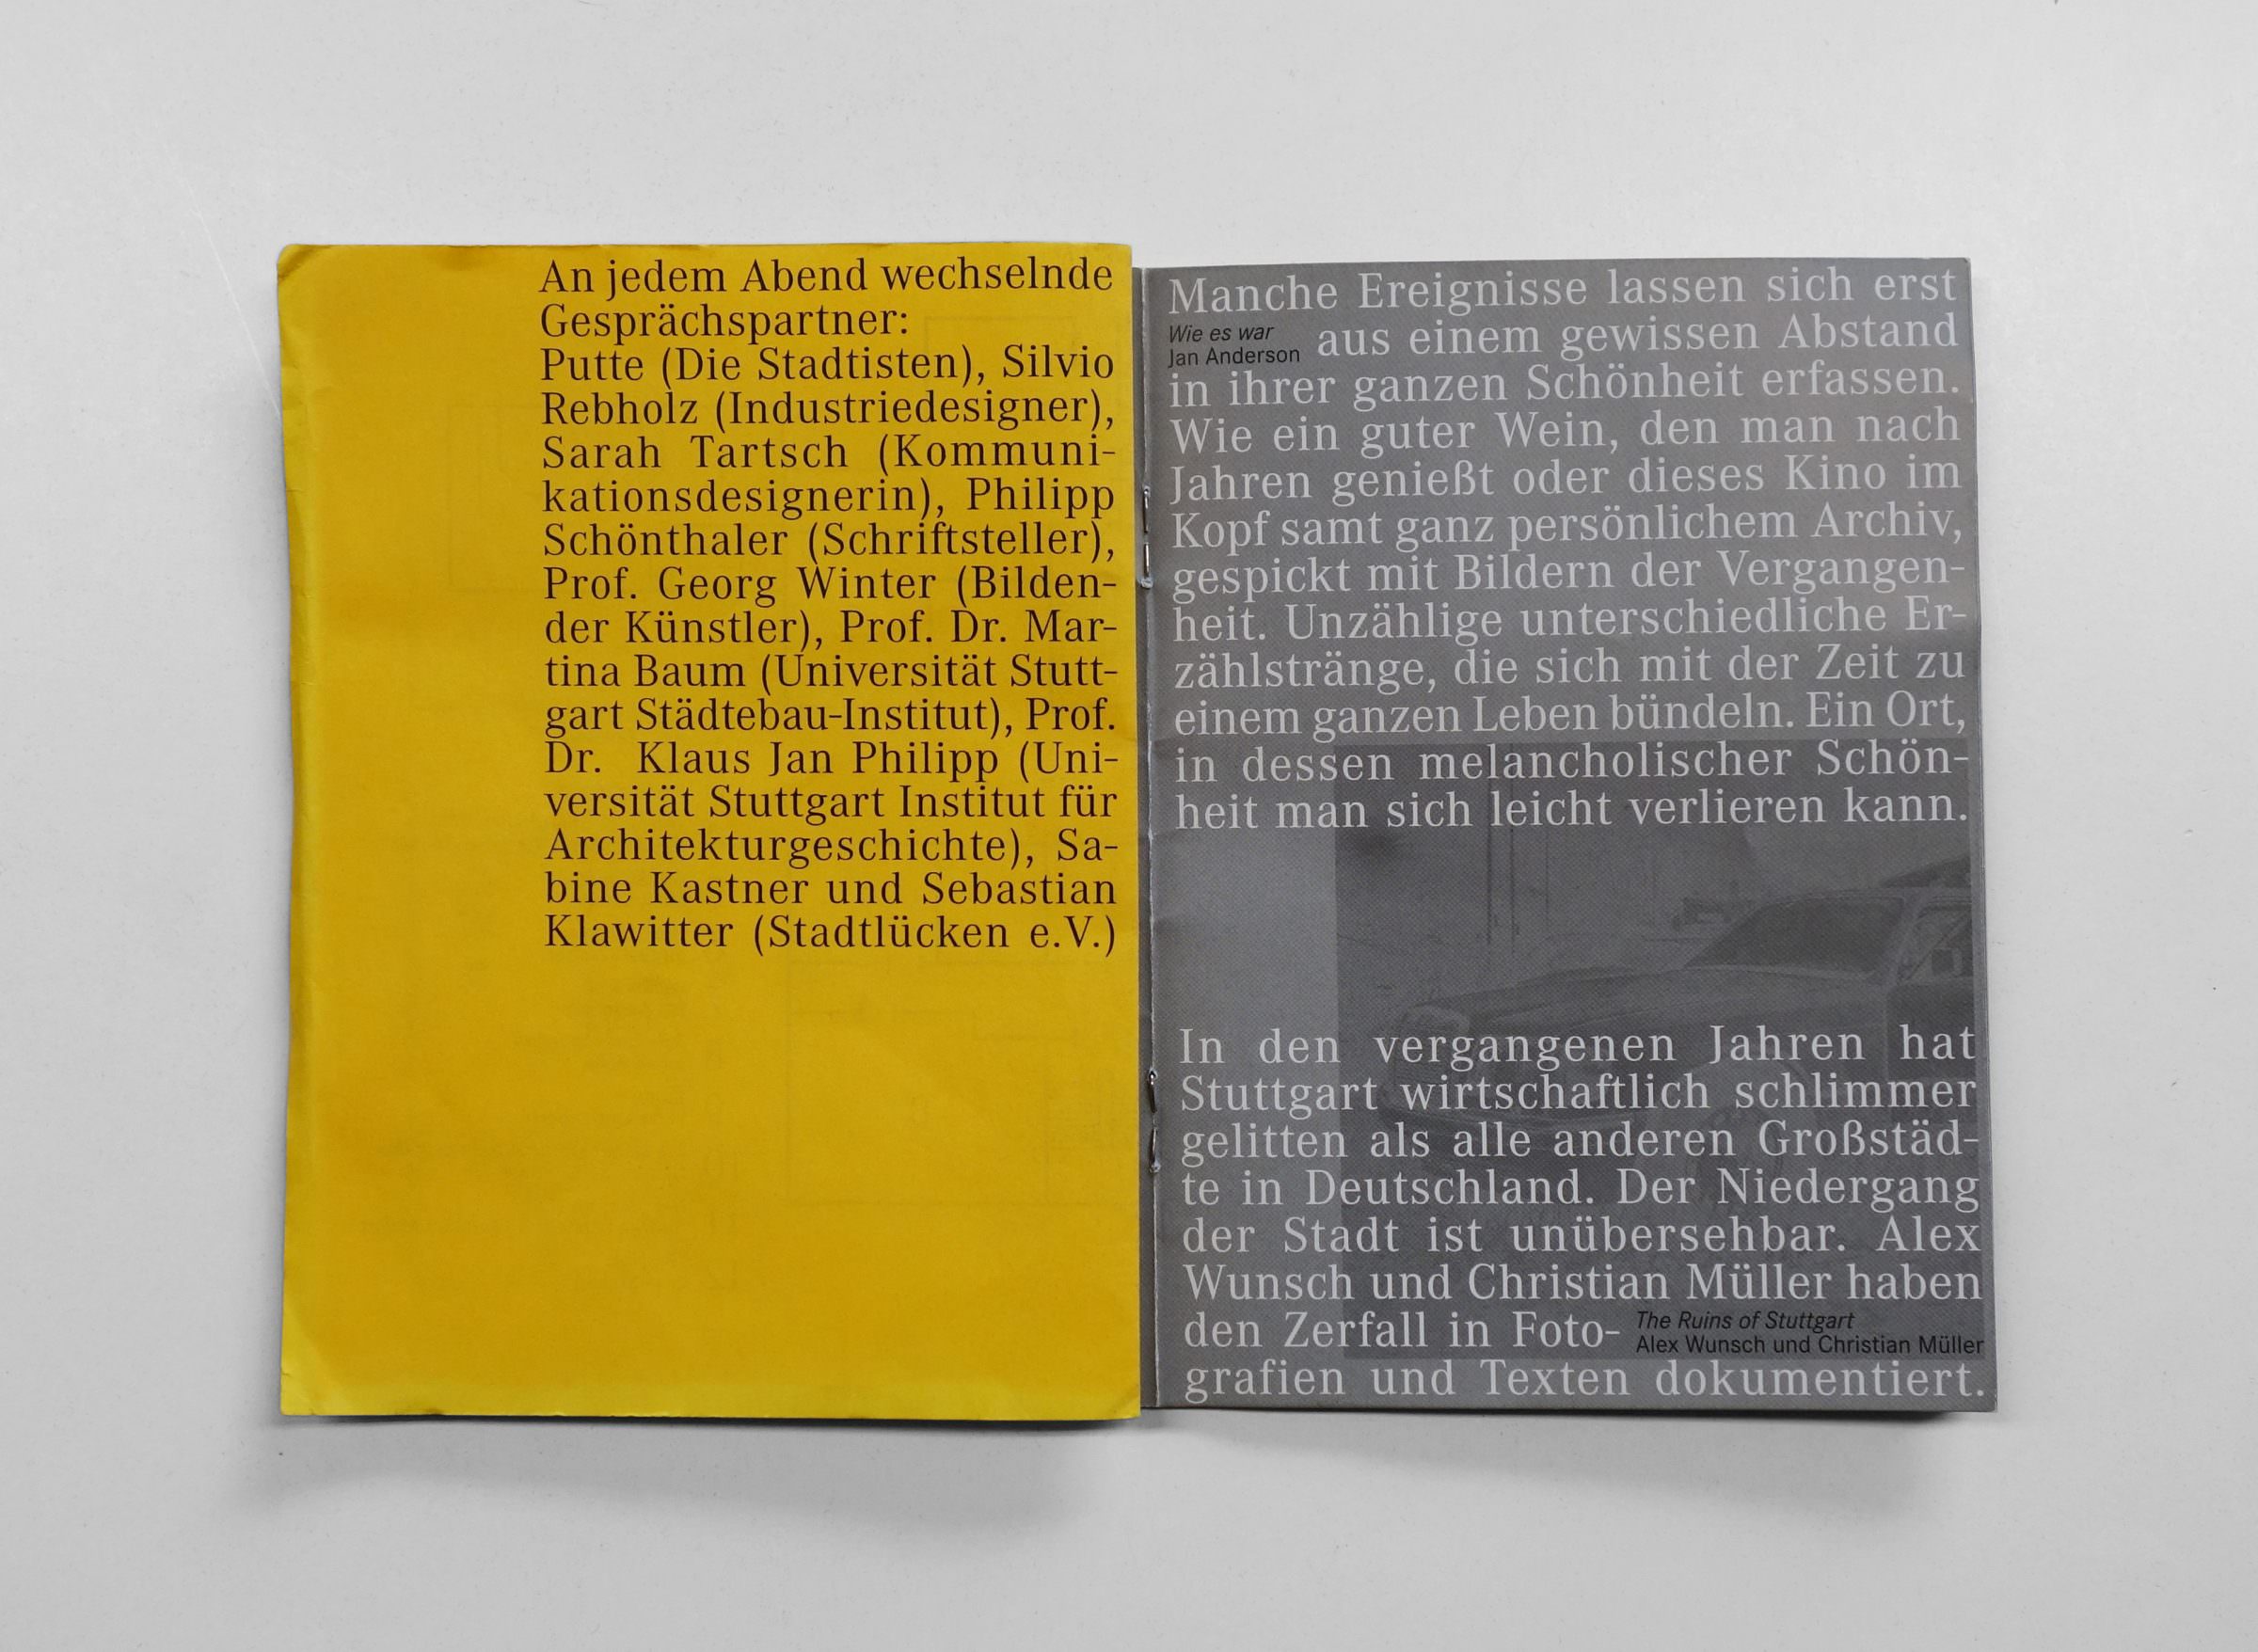 An jedem Abend wechselnde
Gesprächspartner:
Putte (Die Stadtisten), Silvio
Rebholz (Industriedesigner),
Sarah Tartsch (Kommuni-
kationsdesignerin), Philipp
Schönthaler (Schriftsteller),
Prof. Georg Winter (Bilden-
der Künstler), Prof. Dr. Mar-
tina Baum (Universität Stutt-
gart Städtebau-Institut), Prof.
Dr. Klaus Jan Philipp (Uni-
versität Stuttgart Institut für
Architekturgeschichte), Sa-
bine Kastner und Sebastian
Klawitter (Stadtlücken e.V.)
Manche Ereignisse lassen sich erst
Wie es war
Jan Anderson
aus einem gewissen Abstand
in ihrer ganzen Schönheit erfassen.
Wie ein guter Wein, den man nach
Jahren genießt oder dieses Kino im
Kopf samt ganz persönlichem Archiv,
gespickt mit Bildern der Vergangen-
heit. Unzählige unterschiedliche Er-
zählstränge, die sich mit der Zeit zu
einem ganzen Leben bündeln. Ein Ort,
in dessen melancholischer Schön-
heit man sich leicht verlieren kann.
In den vergangenen Jahren hat
Stuttgart wirtschaftlich schlimmer
gelitten als alle anderen Großstäd-
te in Deutschland. Der Niedergang
der Stadt ist unübersehbar. Alex
Wunsch und Christian Müller haben
den Zerfall in Foto-
The Ruins of Stuttgart
Alex Wunsch und Christian Müller
grafien und Texten dokumentiert.